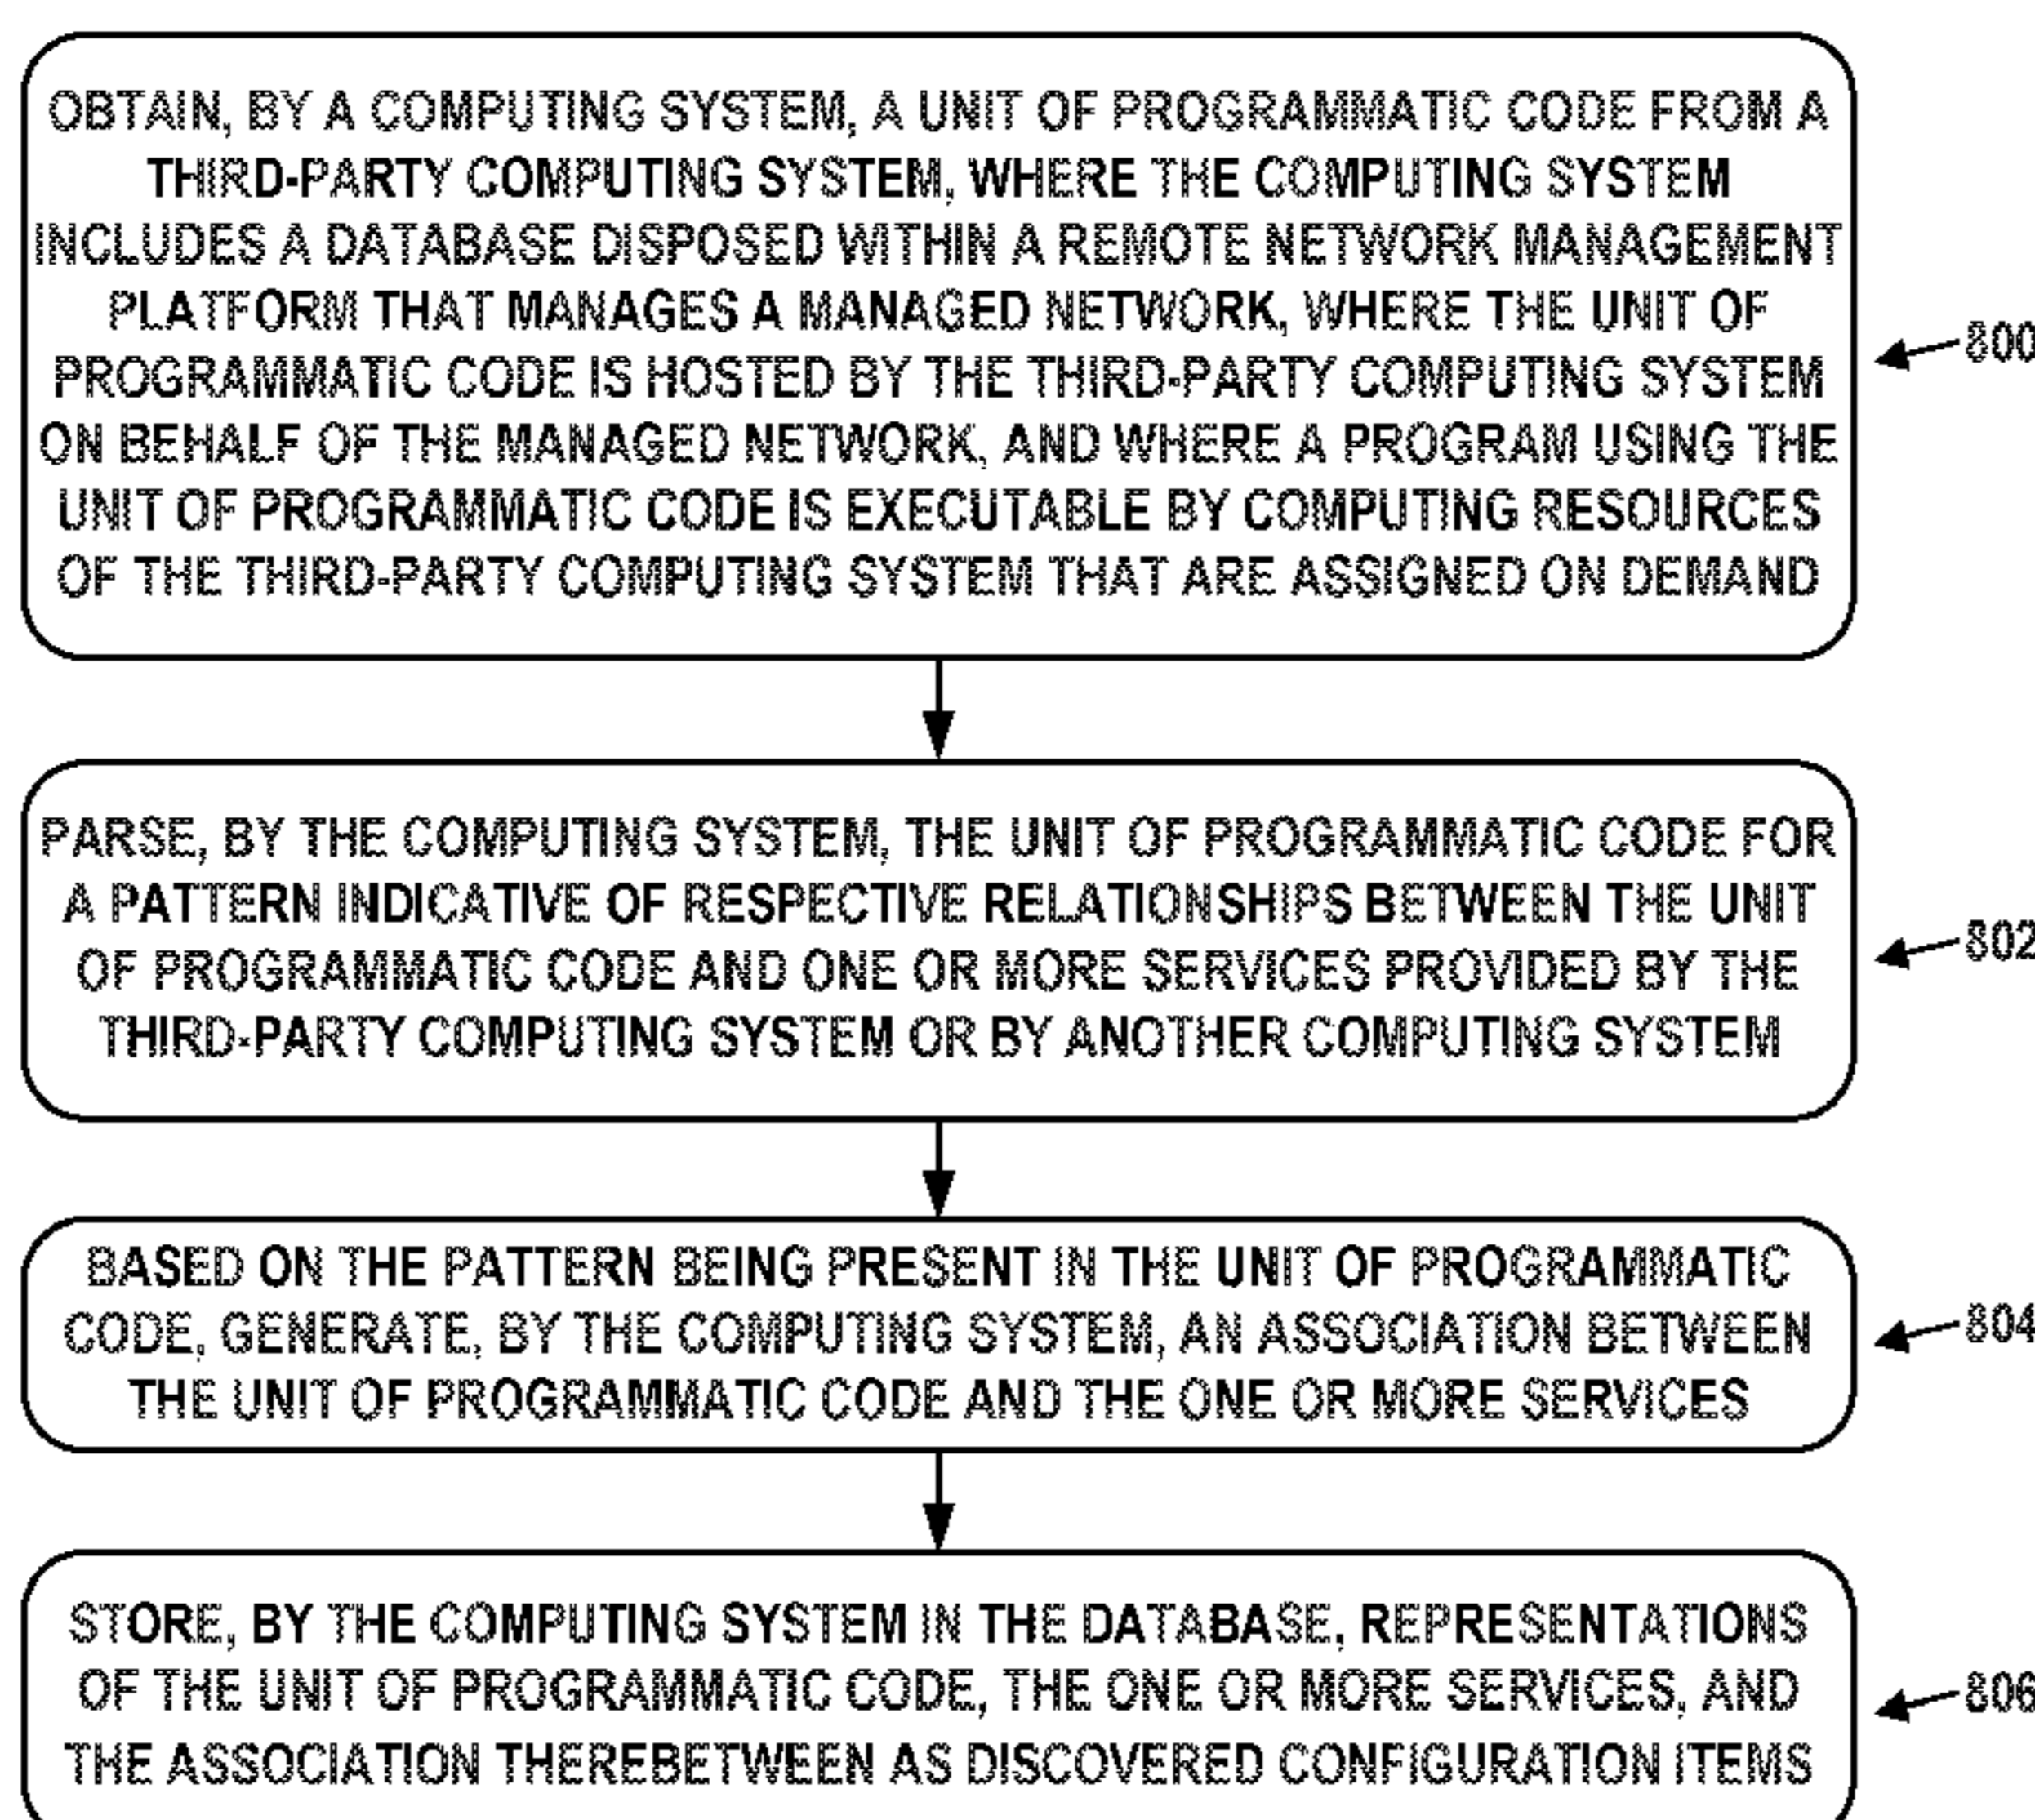 OBTAIN, BY A COMPUTING SYSTEM, A UNIT OF PROGRAMMATIC CODE FROM A
THIRD-PARTY COMPUTING SYSTEM, WHERE THE COMPUTING SYSTEM
INCLUDES A DATABASE DISPOSED WITHIN A REMOTE NETWORK MANAGEMENT
PLATFORM THAT MANAGES A MANAGED NETWORK, WHERE THE UNIT OF
PROGRAMMATIC CODE IS HOSTED BY THE THIRD-PARTY COMPUTING SYSTEM
ON BEHALF OF THE MANAGED NETWORK, AND WHERE A PROGRAM USING THE
UNIT OF PROGRAMMATIC CODE IS EXECUTABLE BY COMPUTING RESOURCES
OF THE THIRD-PARTY COMPUTING SYSTEM THAT ARE ASSIGNED ON DEMAND
800
PARSE, BY THE COMPUTING SYSTEM, THE UNIT OF PROGRAMMATIC CODE FOR
A PATTERN INDICATIVE OF RESPECTIVE RELATIONSHIPS BETWEEN THE UNIT
OF PROGRAMMATIC CODE AND ONE OR MORE SERVICES PROVIDED BY THE
THIRD-PARTY COMPUTING SYSTEM OR BY ANOTHER COMPUTING SYSTEM
802
BASED ON THE PATTERN BEING PRESENT IN THE UNIT OF PROGRAMMATIC
CODE, GENERATE, BY THE COMPUTING SYSTEM, AN ASSOCIATION BETWEEN
THE UNIT OF PROGRAMMATIC CODE AND THE ONE OR MORE SERVICES
804
STORE, BY THE COMPUTING SYSTEM IN THE DATABASE, REPRESENTATIONS
OF THE UNIT OF PROGRAMMATIC CODE, THE ONE OR MORE SERVICES, AND
THE ASSOCIATION THEREBETWEEN AS DISCOVERED CONFIGURATION ITEMS
806